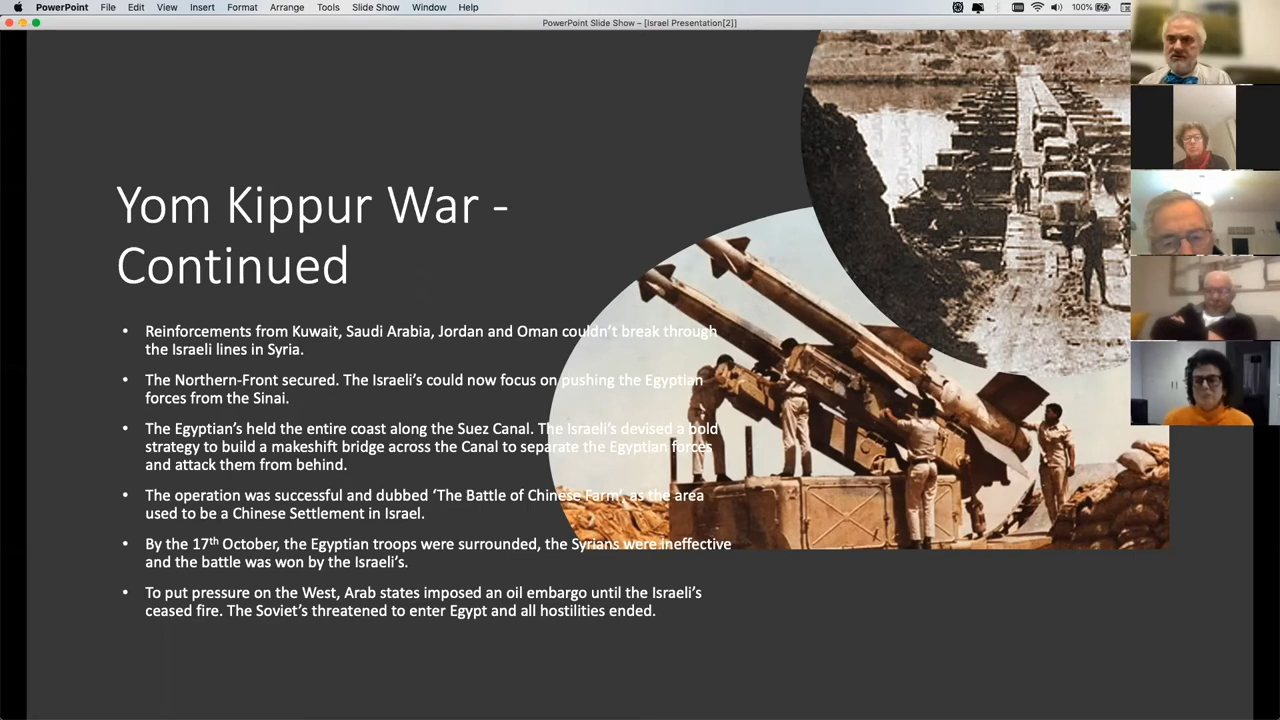 PowerPoint File Edit View Insert Format Arrange Tools Slide Show Window Help 100%
PowerPoint Slide Show – [Israel Presentation[2]]
Yom Kippur War -
Continued
• Reinforcements from Kuwait, Saudi Arabia, Jordan and Oman couldn't break through
the Israeli lines in Syria.
• The Northern-Front secured. The Israeli's could now focus on pushing the Egyptian
forces from the Sinai.
• The Egyptian's held the entire coast along the Suez Canal. The Israeli's devised a bold
strategy to build a makeshift bridge across the Canal to separate the Egyptian forces
and attack them from behind.
• The operation was successful and dubbed 'The Battle of Chinese Farm', as the area
used to be a Chinese Settlement in Israel.
• By the 17th October, the Egyptian troops were surrounded, the Syrians were ineffective
and the battle was won by the Israeli's.
• To put pressure on the West, Arab states imposed an oil embargo until the Israeli's
ceased fire. The Soviet's threatened to enter Egypt and all hostilities ended.